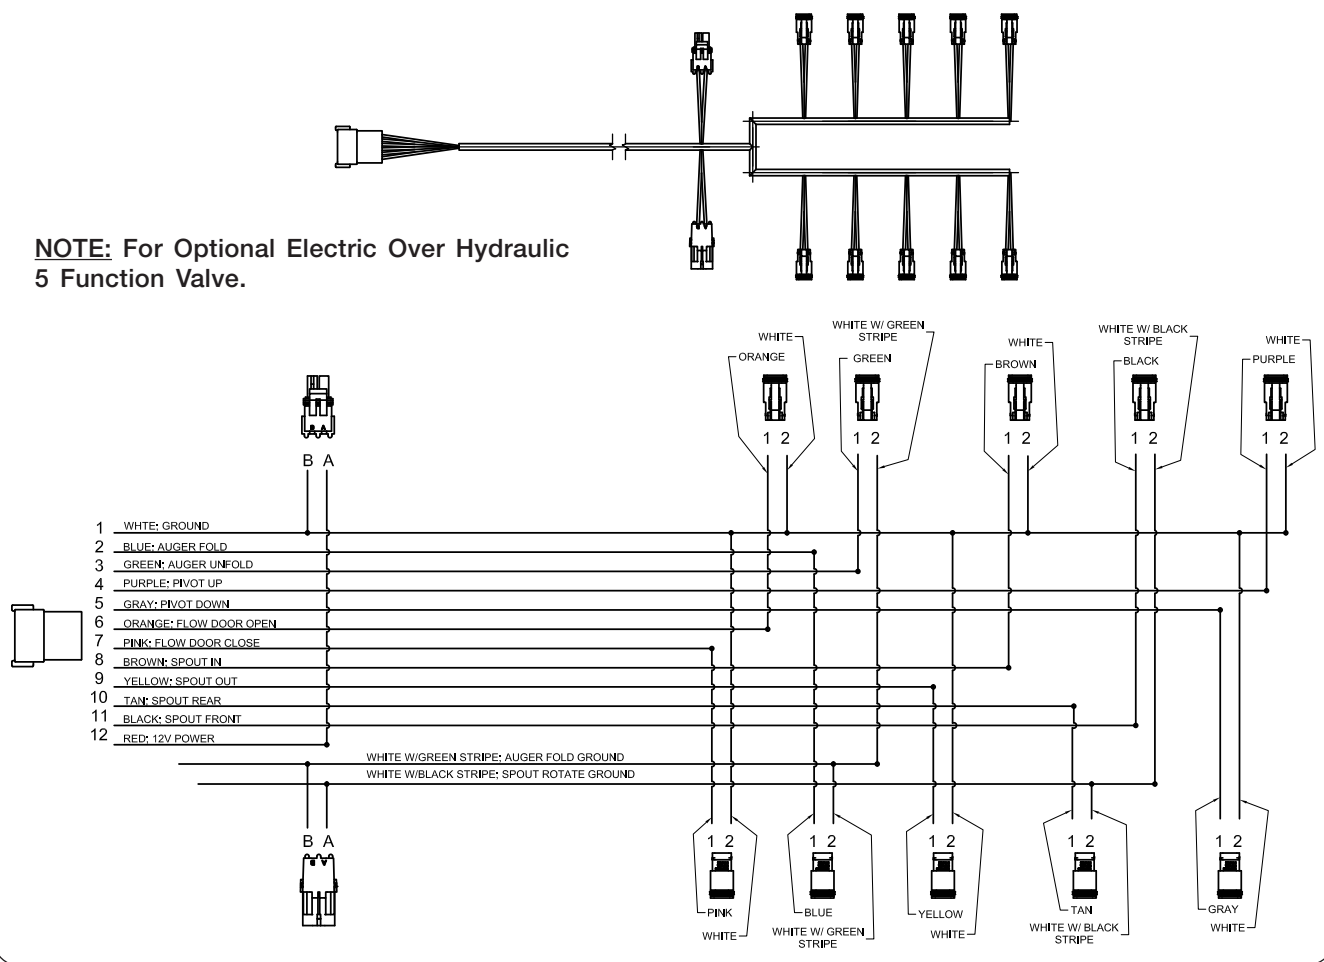 NOTE: For Optional Electric Over Hydraulic
5 Function Valve.
WHITE W/ GREEN
STRIPE
WHITE
ORANGE
GREEN
WHITE
BROWN
WHITE W/ BLACK
STRIPE
BLACK
WHITE
PURPLE
1 2
1 2
1 2
1 2
1 2
B A
1 WHITE; GROUND
2 BLUE; AUGER FOLD
3 GREEN; AUGER UNFOLD
4 PURPLE; PIVOT UP
5 GRAY; PIVOT DOWN
6 ORANGE; FLOW DOOR OPEN
7 PINK; FLOW DOOR CLOSE
8 BROWN; SPOUT IN
9 YELLOW; SPOUT OUT
10 TAN; SPOUT REAR
11 BLACK; SPOUT FRONT
12 RED; 12V POWER
WHITE W/GREEN STRIPE; AUGER FOLD GROUND
WHITE W/BLACK STRIPE; SPOUT ROTATE GROUND
B A
1 2
1 2
1 2
1 2
1 2
PINK
WHITE
BLUE
WHITE W/ GREEN
STRIPE
YELLOW
WHITE
TAN
WHITE W/ BLACK
STRIPE
GRAY
WHITE